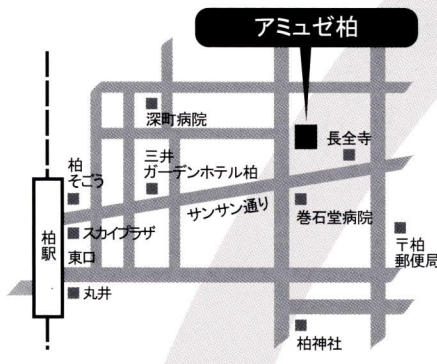 アミュゼ柏
深町病院
長全寺
柏
そごう
三井
ガーデンホテル柏
サンサン通り
巻石堂病院
柏駅
スカイプラザ
東口
〒柏
郵便局
丸井
柏神社